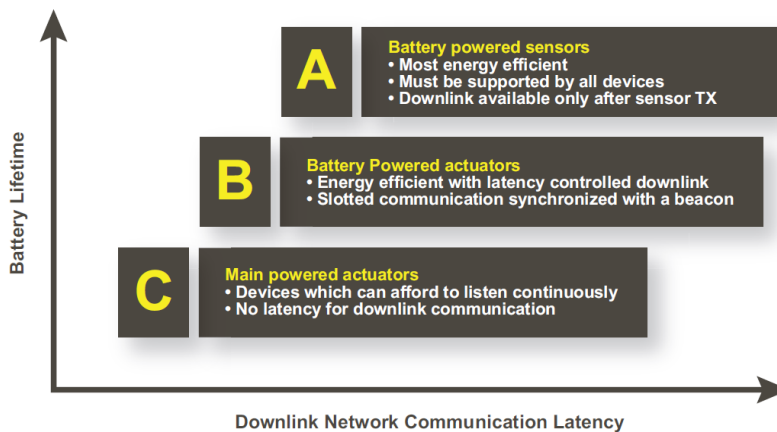 Battery Lifetime
A
Battery powered sensors
• Most energy efficient
• Must be supported by all devices
• Downlink available only after sensor TX
B
Battery Powered actuators
• Energy efficient with latency controlled downlink
• Slotted communication synchronized with a beacon
C
Main powered actuators
• Devices which can afford to listen continuously
• No latency for downlink communication
Downlink Network Communication Latency